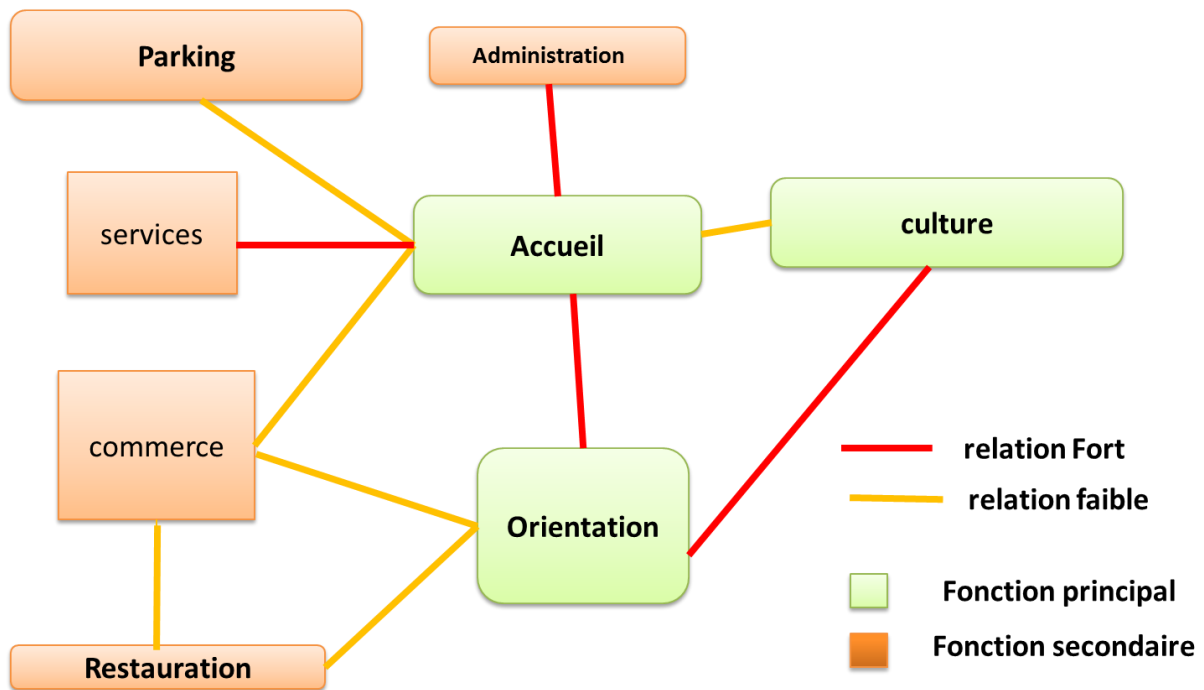 Parking
Administration
services
Accueil
culture
commerce
Orientation
Restauration
relation Fort
relation faible
Fonction principal
Fonction secondaire